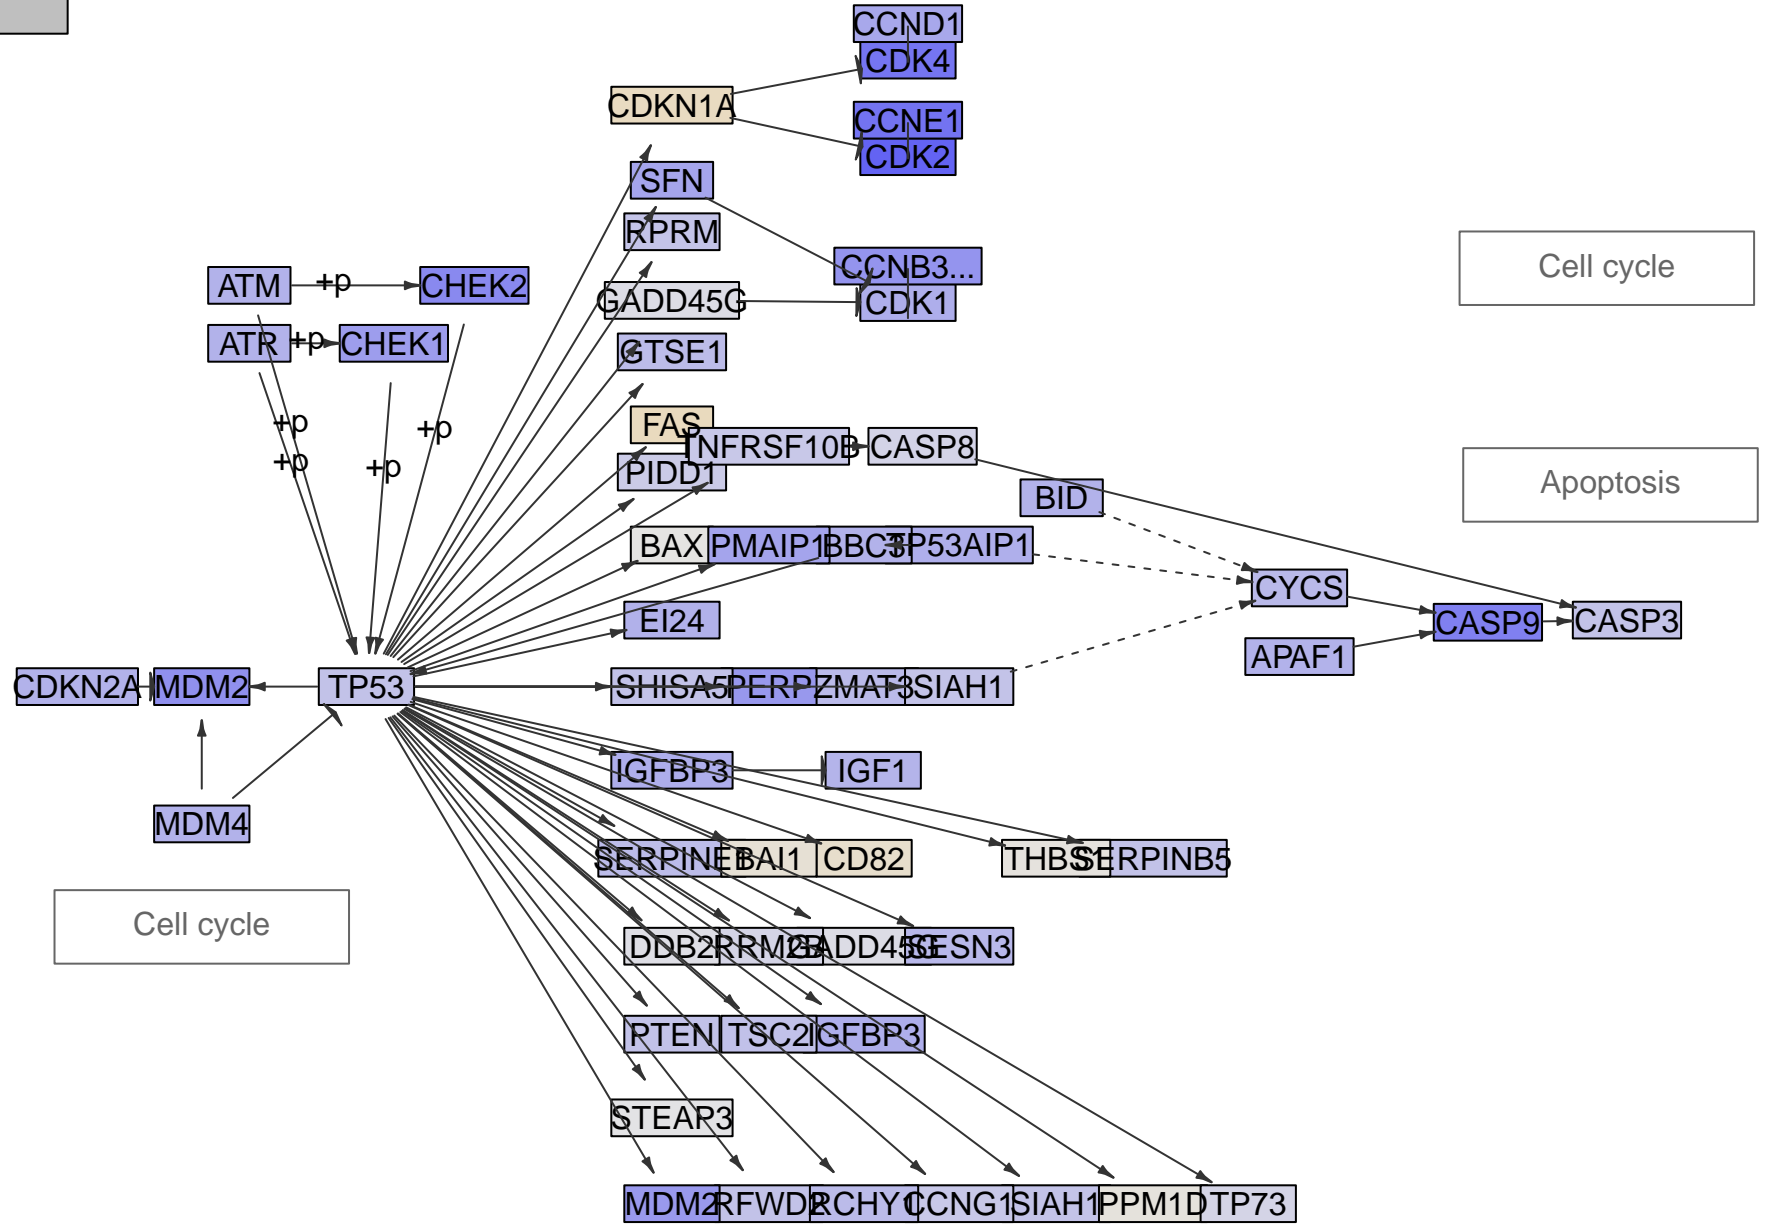 CCND1
CDK4
CDKN1A
CCNE1
CDK2
SFN
RPRM
CCNB3...
Cell cycle
ATM
+p
CHEK2
GADD45G
CDK1
ATR
+p
CHEK1
GTSE1
FAS
+p
+p
TNFRSF10B
CASP8
+p
+p
PIDD1
Apoptosis
BID
BAX
PMAIP1
BBC3
TP53AIP1
CYCS
EI24
CASP9
CASP3
APAF1
CDKN2A
MDM2
TP53
SHISA5
PERP
ZMAT3
SIAH1
IGFBP3
IGF1
MDM4
SERPINE1
BAI1
CD82
THBS1
SERPINB5
Cell cycle
DDB2
RRM2B
GADD45G
SESN3
PTEN
TSC2
IGFBP3
STEAP3
MDM2
RFWD2
RCHY1
CCNG1
SIAH1
PPM1D
TP73